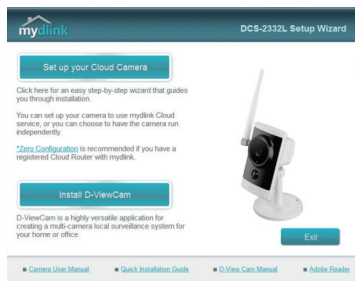 mydlink
DCS-2332L Setup Wizard
Set up your Cloud Camera
Click here for an easy step-by-step wizard that guides
you through installation.
You can set up your camera to use mydlink Cloud
service, or you can choose to have the camera run
independently.
*Zero Configuration is recommended if you have a
registered Cloud Router with mydlink.
Install D-ViewCam
D-ViewCam is a highly versatile application for
creating a multi-camera local surveillance system for
your home or office.
Exit
Camera User Manual
Quick Installation Guide
D-View Cam Manual
Adobe Reader